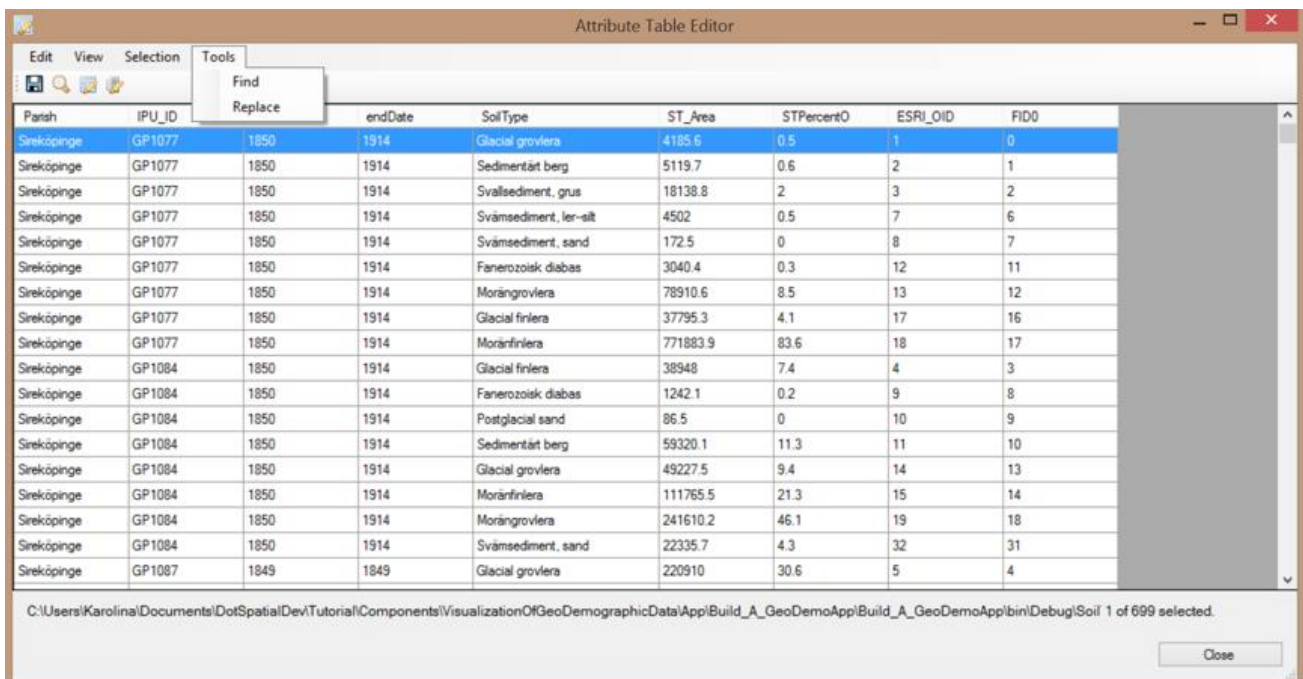 Attribute Table Editor
Edit View Selection Tools
Find
Replace
Parish IPU_ID endDate SoilType ST_Area STPercentO ESRI_OID FID0
Sireköpinge GP1077 1850 1914 Glacial grovlera 4185.6 0.5 1 0
Sireköpinge GP1077 1850 1914 Sedimentärt berg 5119.7 0.6 2 1
Sireköpinge GP1077 1850 1914 Svallsediment, grus 18138.8 2 3 2
Sireköpinge GP1077 1850 1914 Svämsediment, ler--silt 4502 0.5 7 6
Sireköpinge GP1077 1850 1914 Svämsediment, sand 172.5 0 8 7
Sireköpinge GP1077 1850 1914 Fanerozoisk diabas 3040.4 0.3 12 11
Sireköpinge GP1077 1850 1914 Morängrovlera 78910.6 8.5 13 12
Sireköpinge GP1077 1850 1914 Glacial finlera 37795.3 4.1 17 16
Sireköpinge GP1077 1850 1914 Moränfinlera 771883.9 83.6 18 17
Sireköpinge GP1084 1850 1914 Glacial finlera 38948 7.4 4 3
Sireköpinge GP1084 1850 1914 Fanerozoisk diabas 1242.1 0.2 9 8
Sireköpinge GP1084 1850 1914 Postglacial sand 86.5 0 10 9
Sireköpinge GP1084 1850 1914 Sedimentärt berg 59320.1 11.3 11 10
Sireköpinge GP1084 1850 1914 Glacial grovlera 49227.5 9.4 14 13
Sireköpinge GP1084 1850 1914 Moränfinlera 111765.5 21.3 15 14
Sireköpinge GP1084 1850 1914 Morängrovlera 241610.2 46.1 19 18
Sireköpinge GP1084 1850 1914 Svämsediment, sand 22335.7 4.3 32 31
Sireköpinge GP1087 1849 1849 Glacial grovlera 220910 30.6 5 4
C:\Users\Karolina\Documents\DotSpatialDev\Tutorial\Components\VisualizationOfGeoDemographicData\App\Build_A_GeoDemoApp\Build_A_GeoDemoApp\bin\Debug\Soil 1 of 699 selected.
Close